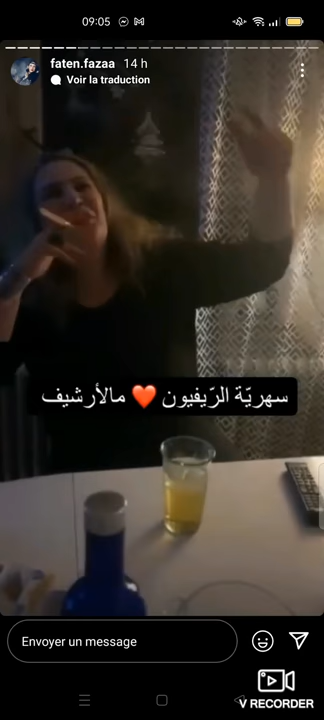 09:05
faten.fazaa 14 h
Voir la traduction
سهريّة الرّيفيون ❤️ مالأرشيف
Envoyer un message
V RECORDER